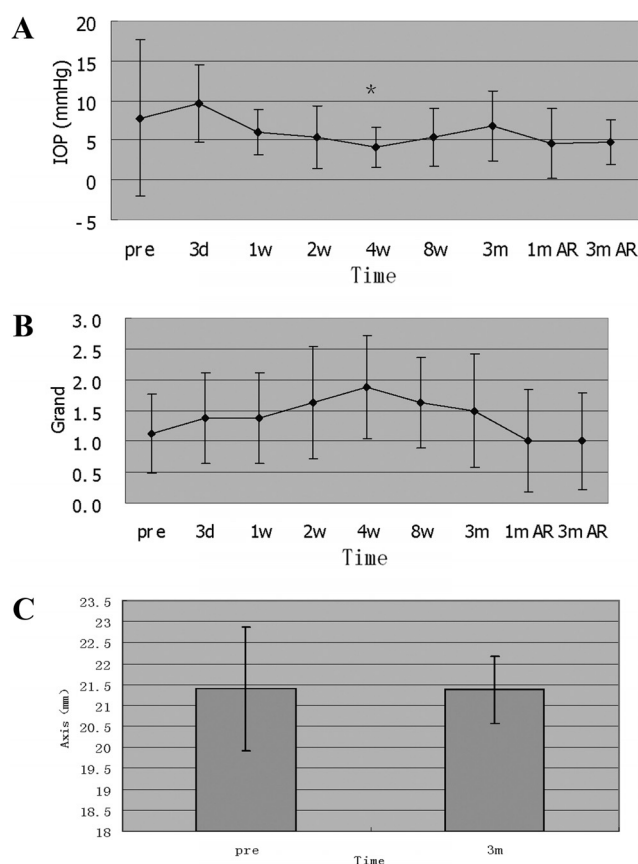 A
IOP (mmHg)
20
15
10
5
0
-5
*
pre 3d 1w 2w 4w 8w 3m 1m AR 3m AR
Time
B
Grand
3.0
2.5
2.0
1.5
1.0
0.5
0.0
pre 3d 1w 2w 4w 8w 3m 1m AR 3m AR
Time
C
Axis (mm)
23.5
23
22.5
22
21.5
21
20.5
20
19.5
19
18.5
18
pre 3m
Time